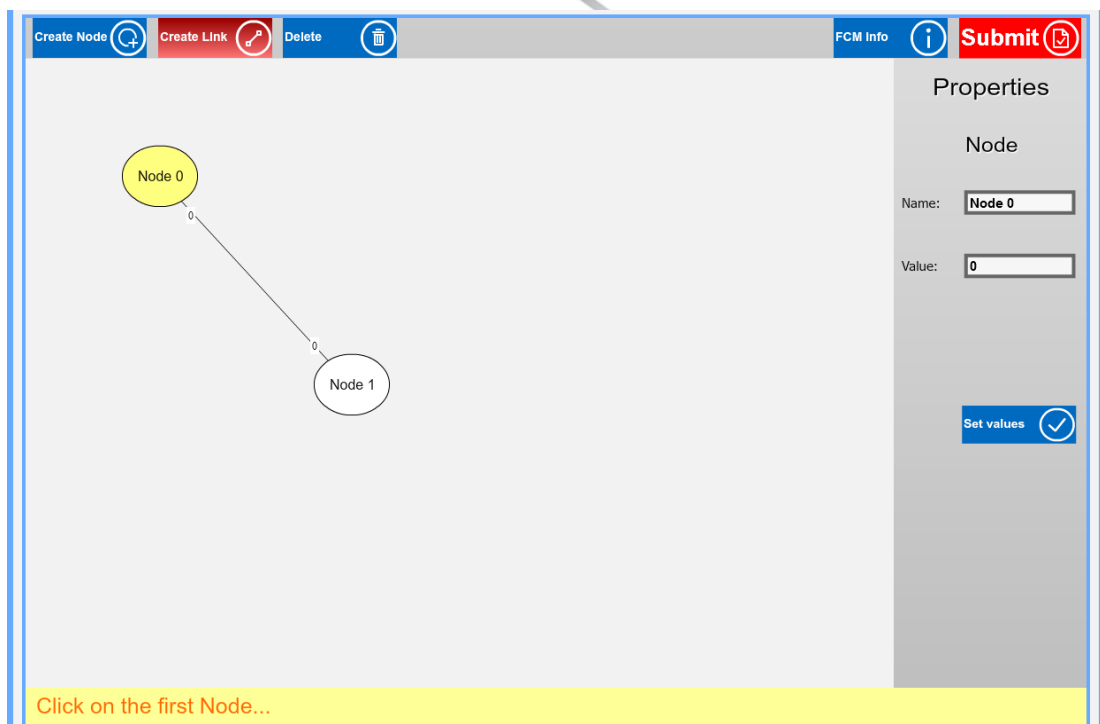 Create Node
Create Link
Delete
FCM Info
Submit
Properties
Node
Node 0
Name: Node 0
0
Value: 0
0
Node 1
Set values
Click on the first Node...